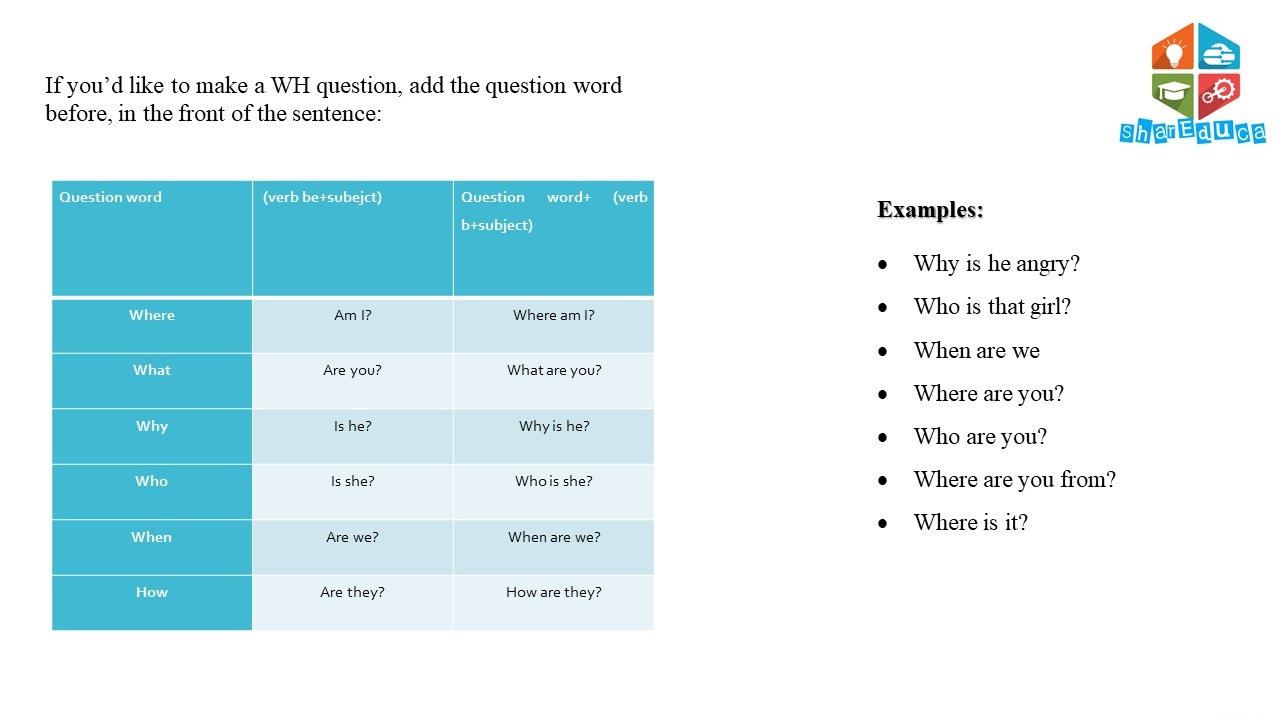 If you’d like to make a WH question, add the question word
before, in the front of the sentence:
sharEduca
Question word
(verb be+subejct)
Question word+ (verb
b+subject)
Where
Am I?
Where am I?
What
Are you?
What are you?
Why
Is he?
Why is he?
Who
Is she?
Who is she?
When
Are we?
When are we?
How
Are they?
How are they?
Examples:
• Why is he angry?
• Who is that girl?
• When are we
• Where are you?
• Who are you?
• Where are you from?
• Where is it?